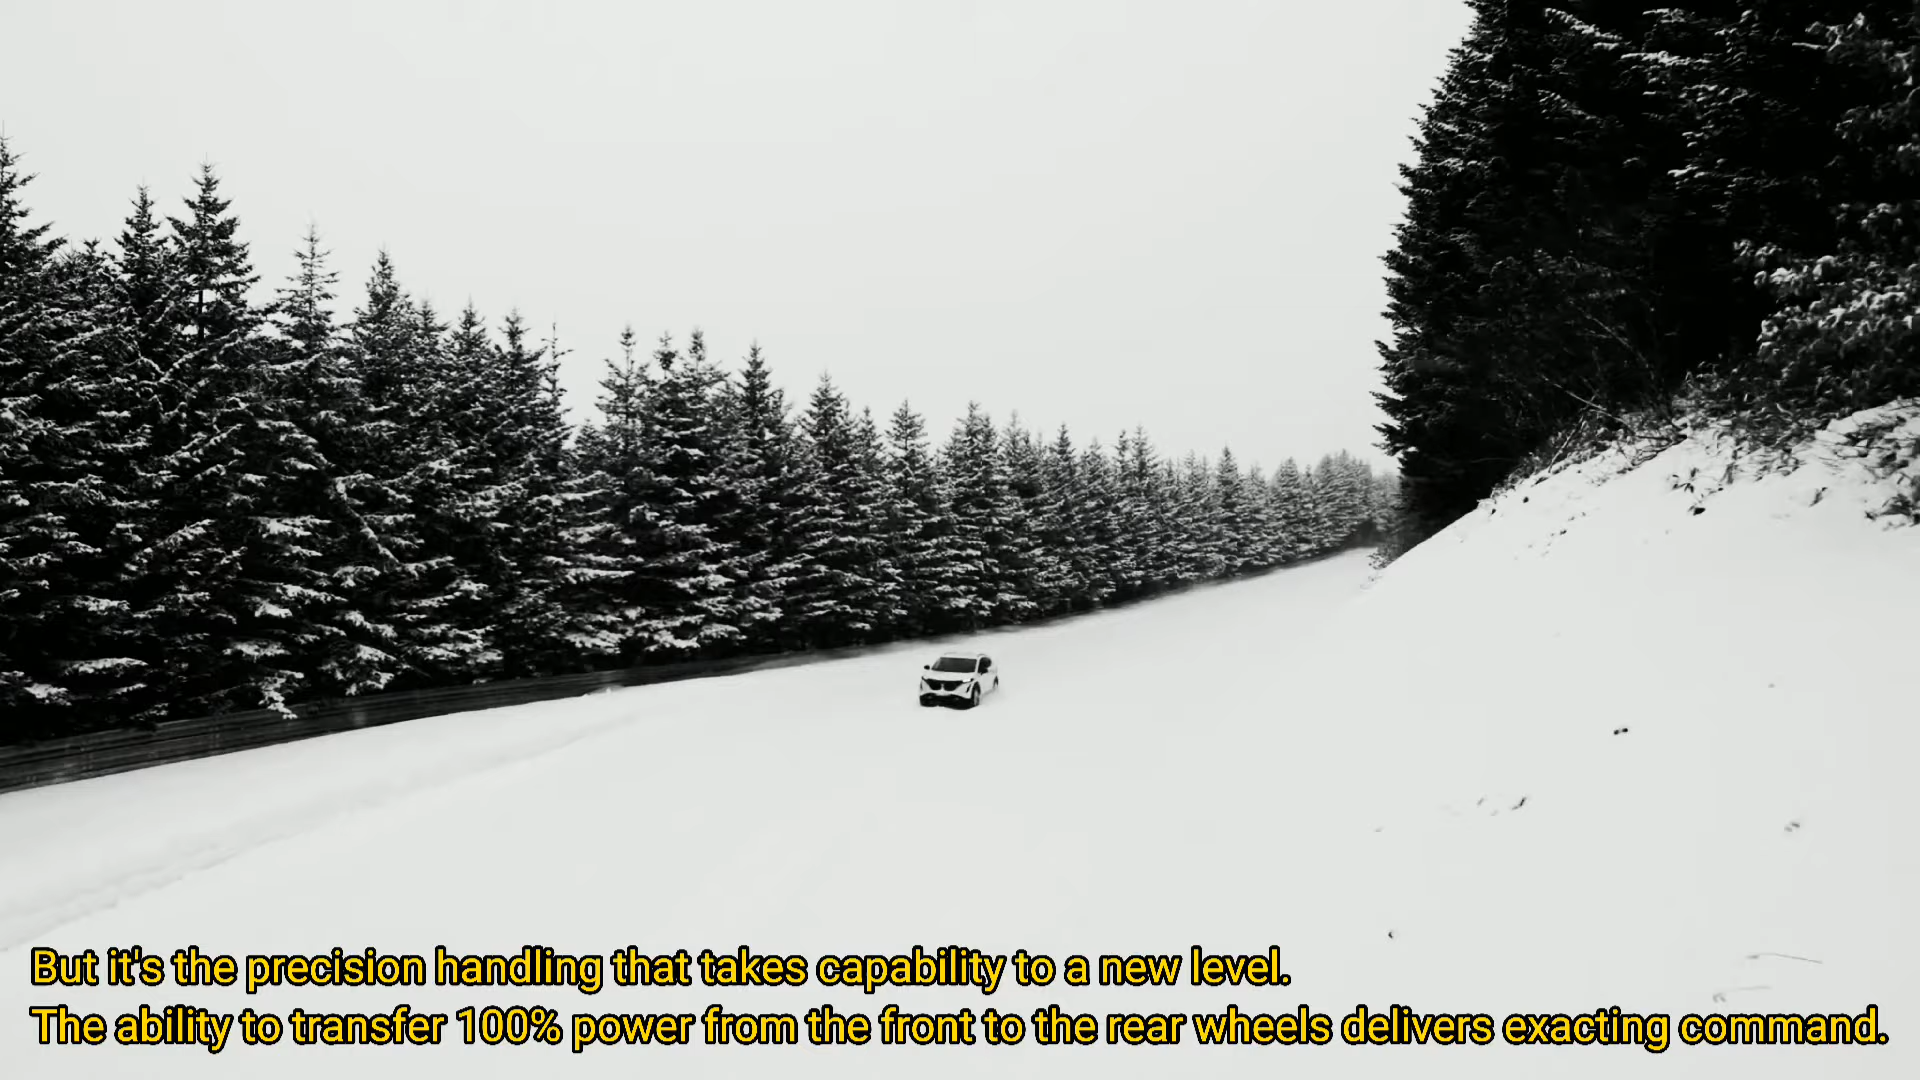 But it's the precision handling that takes capability to a new level.
The ability to transfer 100% power from the front to the rear wheels delivers exacting command.